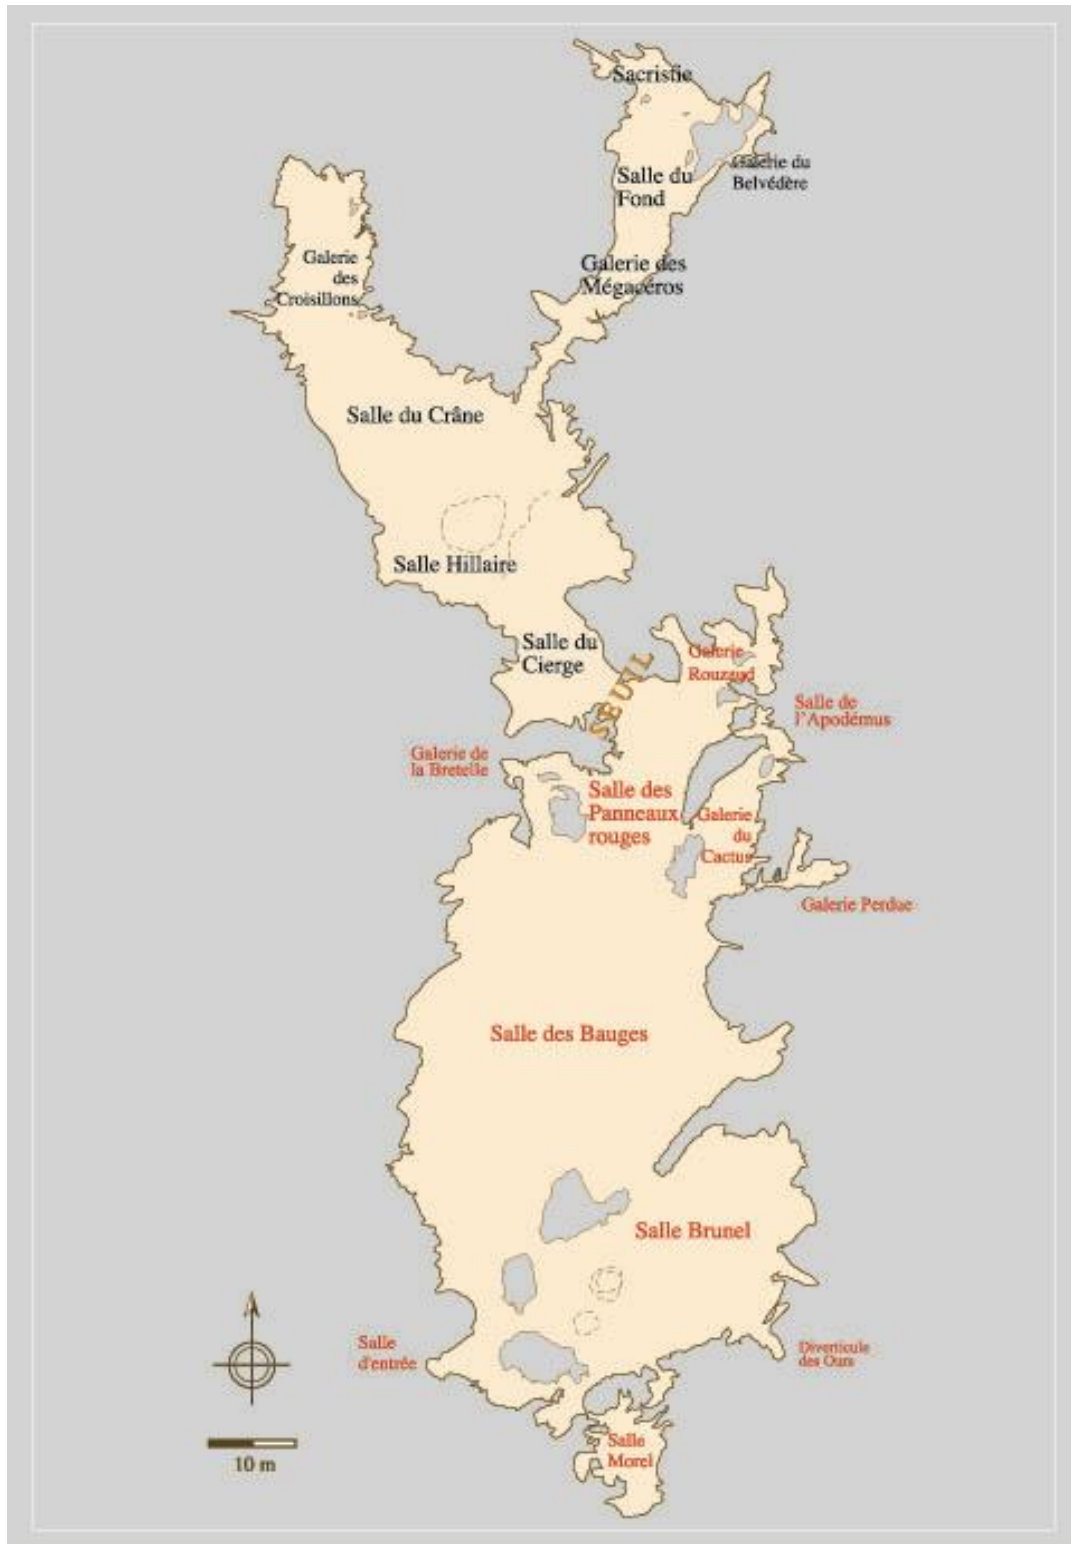 Sacristie
Galerie du
Belvédère
Salle du
Fond
Galerie des
Mégacéros
Galerie
des
Croisillons
Salle du Crâne
Salle Hillaire
Salle du
Cierge
SEUIL
Galerie
Rouzaud
Salle de
l'Apodémus
Galerie de
la Bretelle
Salle des
Panneaux
rouges
Galerie
du
Cactus
Galerie Perdue
Salle des Bauges
Salle Brunel
Salle
d'entrée
Diverticule
des Ours
Salle
Morel
10 m